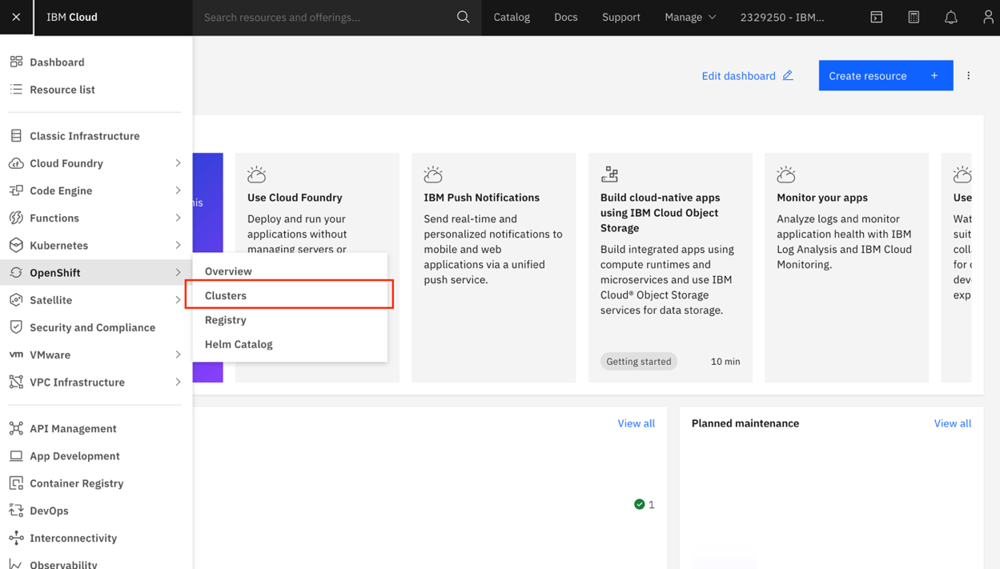 IBM Cloud
Search resources and offerings...
Catalog
Docs
Support
Manage
2329250 - IBM...
Dashboard
Resource list
Classic Infrastructure
Cloud Foundry
Code Engine
Functions
Kubernetes
OpenShift
Satellite
Security and Compliance
vm VMware
VPC Infrastructure
API Management
App Development
Container Registry
DevOps
Interconnectivity
Observability
Overview
Clusters
Registry
Helm Catalog
Edit dashboard
Create resource +
Use Cloud Foundry
Deploy and run your
applications without
managing servers or
IBM Push Notifications
Send real-time and
personalized notifications to
mobile and web
applications via a unified
push service.
Build cloud-native apps
using IBM Cloud Object
Storage
Build integrated apps using
compute runtimes and
microservices and use IBM
Cloud® Object Storage
services for data storage.
Getting started
10 min
Monitor your apps
Analyze logs and monitor
application health with IBM
Log Analysis and IBM Cloud
Monitoring.
Use
View all
1
Planned maintenance
View all